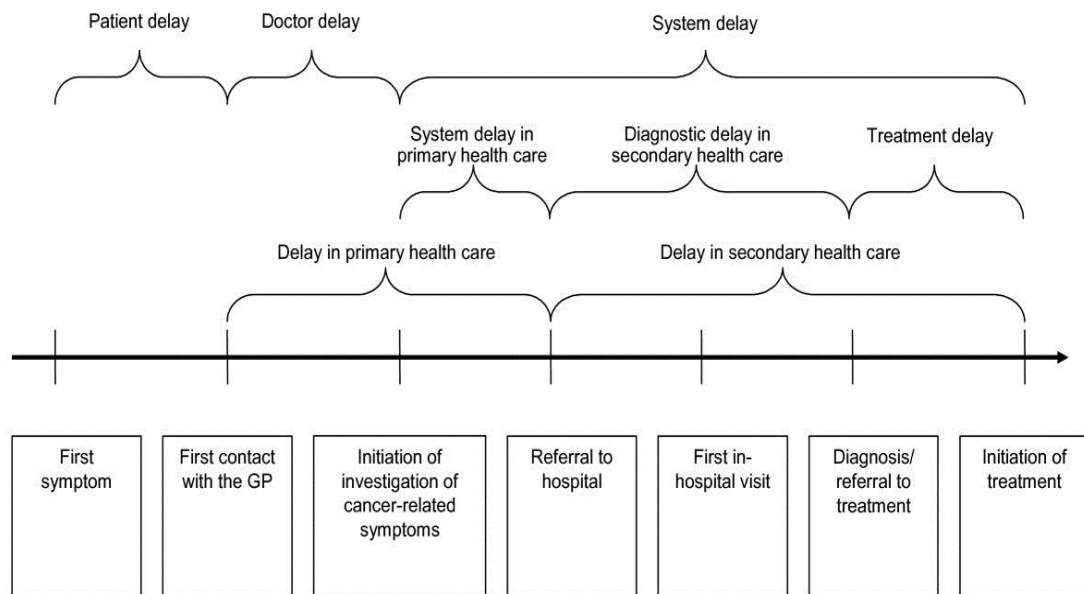 Patient delay
Doctor delay
System delay
System delay in
primary health care
Diagnostic delay in
secondary health care
Treatment delay
Delay in primary health care
Delay in secondary health care
First
symptom
First contact
with the GP
Initiation of
investigation of
cancer-related
symptoms
Referral to
hospital
First in-
hospital visit
Diagnosis/
referral to
treatment
Initiation of
treatment